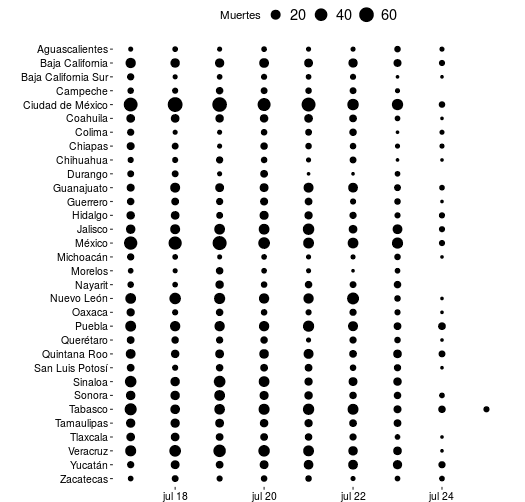 Muertes 20 40 60
Aguascalientes
Baja California
Baja California Sur
Campeche
Ciudad de México
Coahuila
Colima
Chiapas
Chihuahua
Durango
Guanajuato
Guerrero
Hidalgo
Jalisco
México
Michoacán
Morelos
Nayarit
Nuevo León
Oaxaca
Puebla
Querétaro
Quintana Roo
San Luis Potosí
Sinaloa
Sonora
Tabasco
Tamaulipas
Tlaxcala
Veracruz
Yucatán
Zacatecas
jul 18 jul 20 jul 22 jul 24